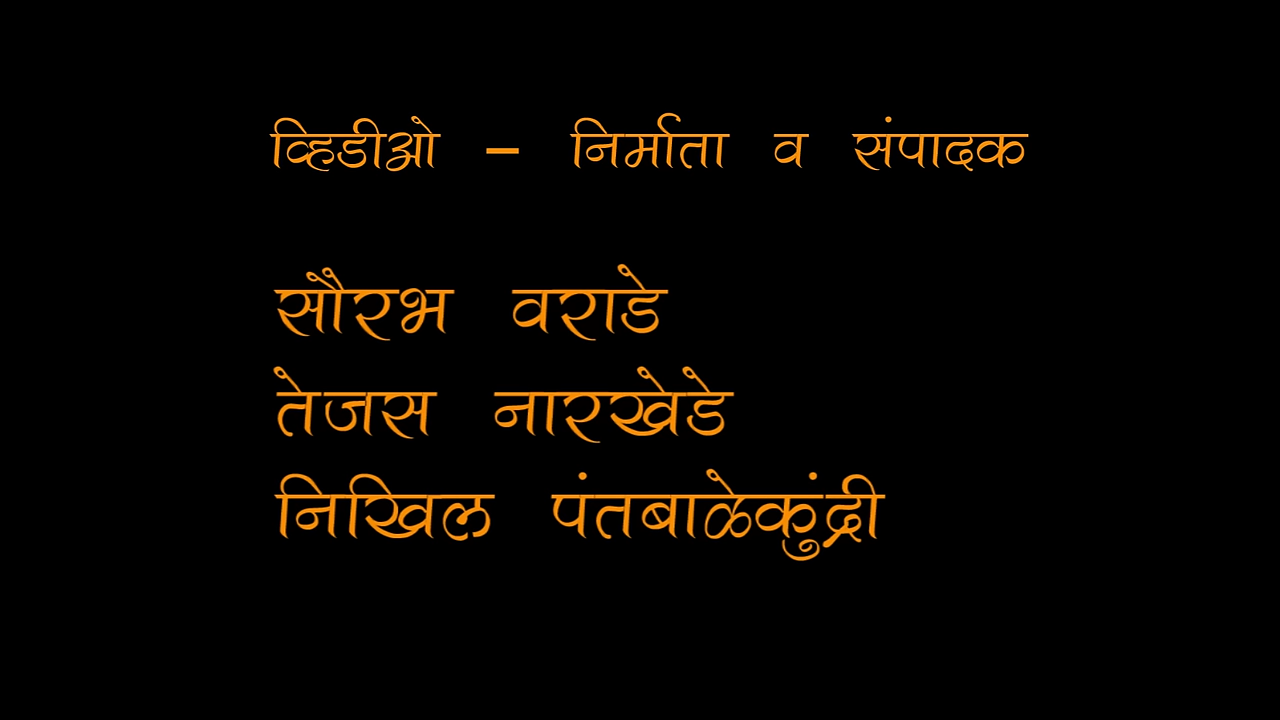 व्हिडीओ – निर्माता व संपादक
सौरभ वराडे
तेजस नारखेडे
निखिल पंतबाळेकुंद्री